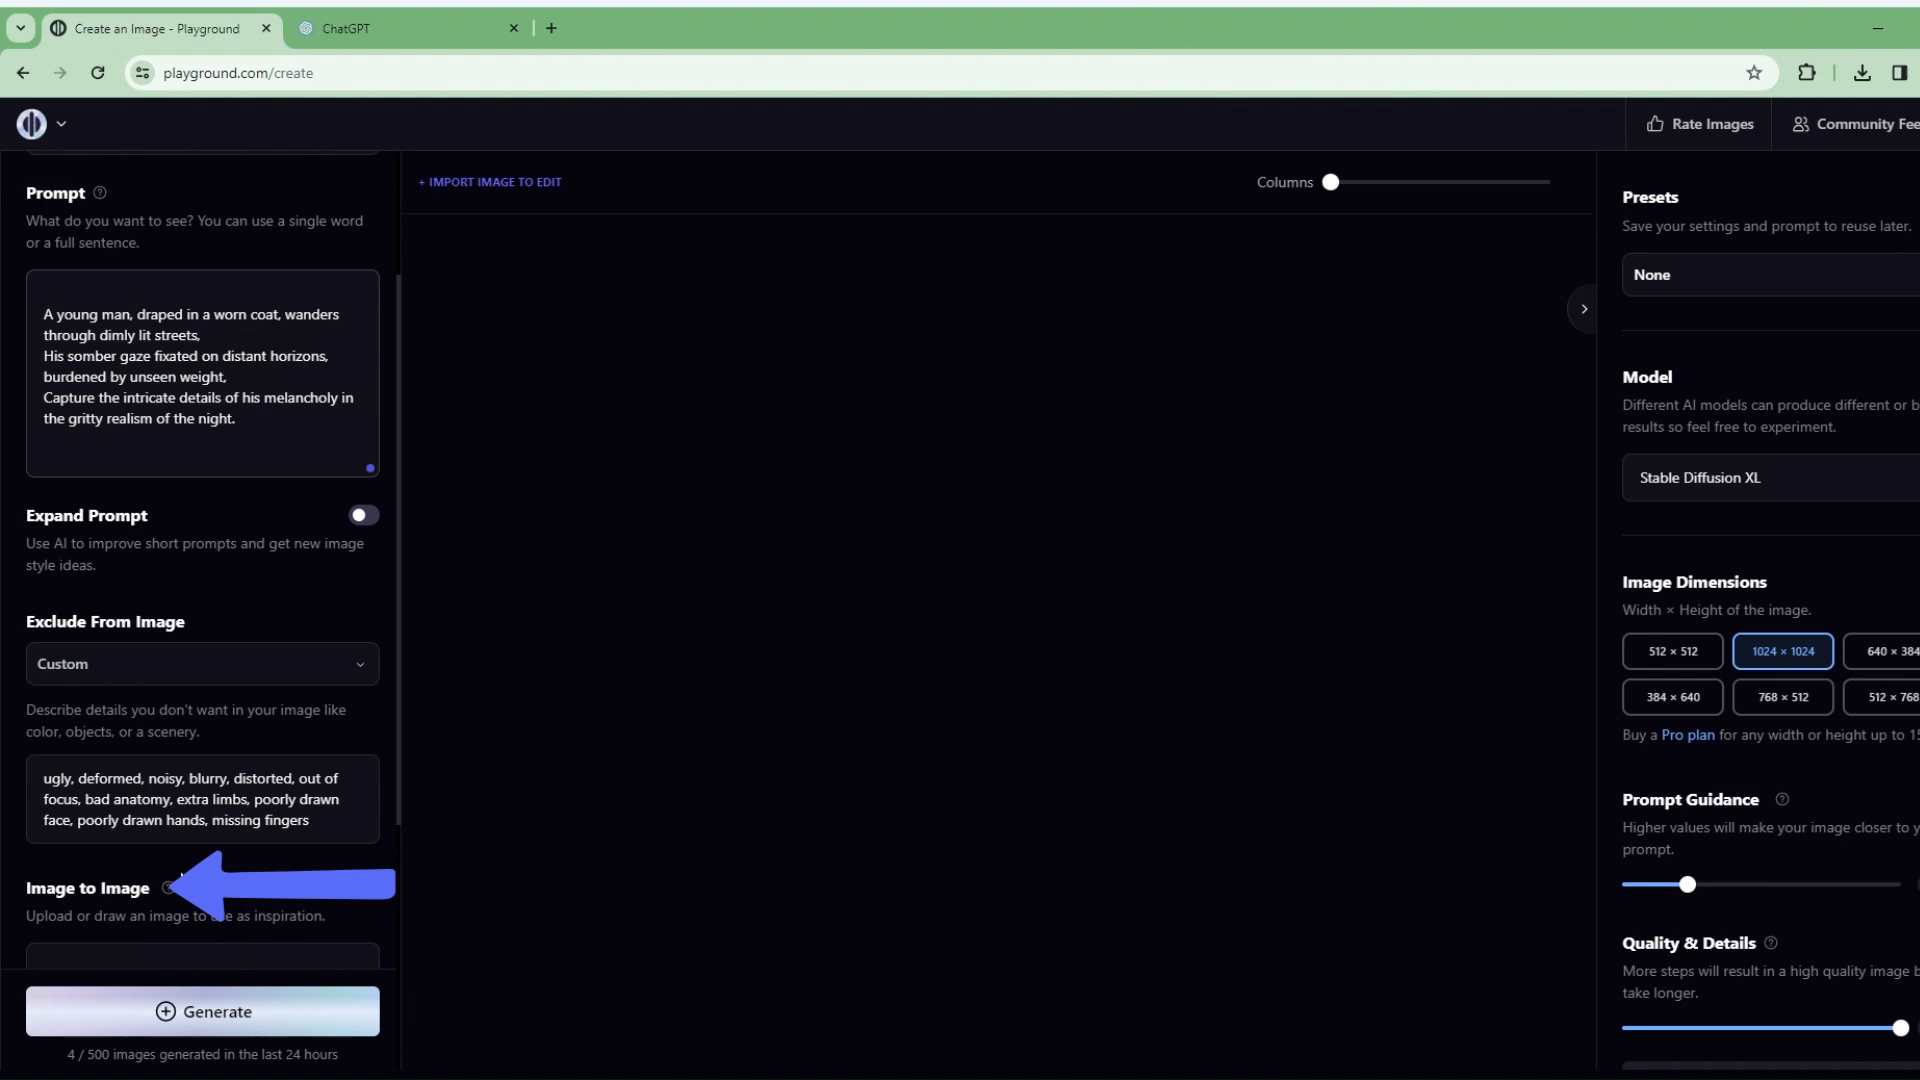 Create an Image - Playground
ChatGPT
playground.com/create
Rate Images
Community Fee
Prompt
What do you want to see? You can use a single word
or a full sentence.
A young man, draped in a worn coat, wanders
through dimly lit streets,
His somber gaze fixated on distant horizons,
burdened by unseen weight,
Capture the intricate details of his melancholy in
the gritty realism of the night.
Expand Prompt
Use AI to improve short prompts and get new image
style ideas.
Exclude From Image
Custom
Describe details you don't want in your image like
color, objects, or a scenery.
ugly, deformed, noisy, blurry, distorted, out of
focus, bad anatomy, extra limbs, poorly drawn
face, poorly drawn hands, missing fingers
Image to Image
Upload or draw an image to use as inspiration.
Generate
4 / 500 images generated in the last 24 hours
+ IMPORT IMAGE TO EDIT
Columns
Presets
Save your settings and prompt to reuse later.
None
Model
Different AI models can produce different or b
results so feel free to experiment.
Stable Diffusion XL
Image Dimensions
Width × Height of the image.
512 × 512
1024 × 1024
640 × 384
384 × 640
768 × 512
512 × 768
Buy a Pro plan for any width or height up to 15
Prompt Guidance
Higher values will make your image closer to y
prompt.
Quality & Details
More steps will result in a high quality image b
take longer.